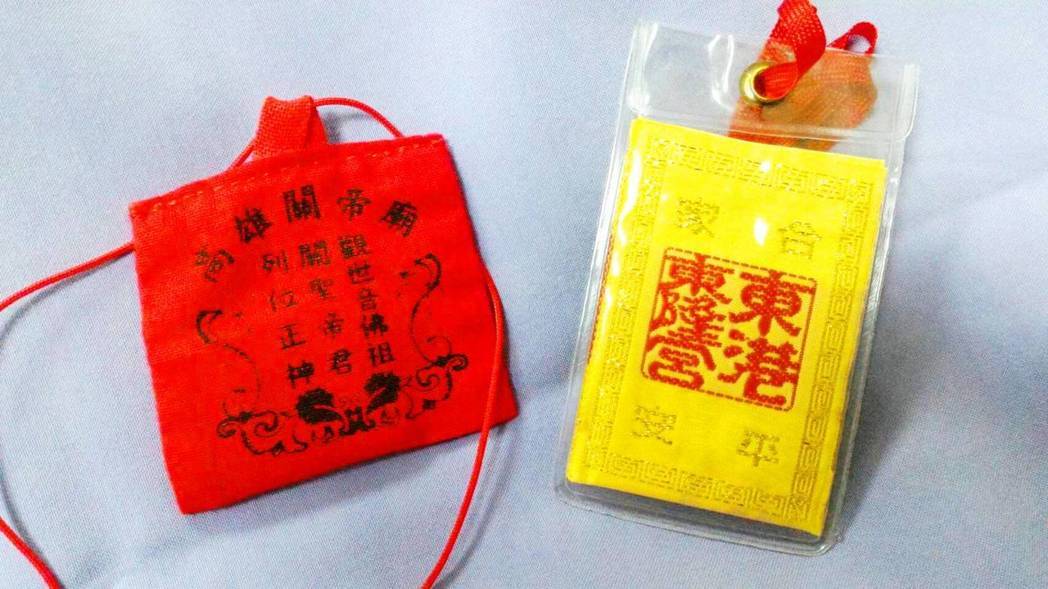 高雄關帝廟
觀世音佛祖
關聖帝君
列位正神
合家
東港
東隆宮
平安